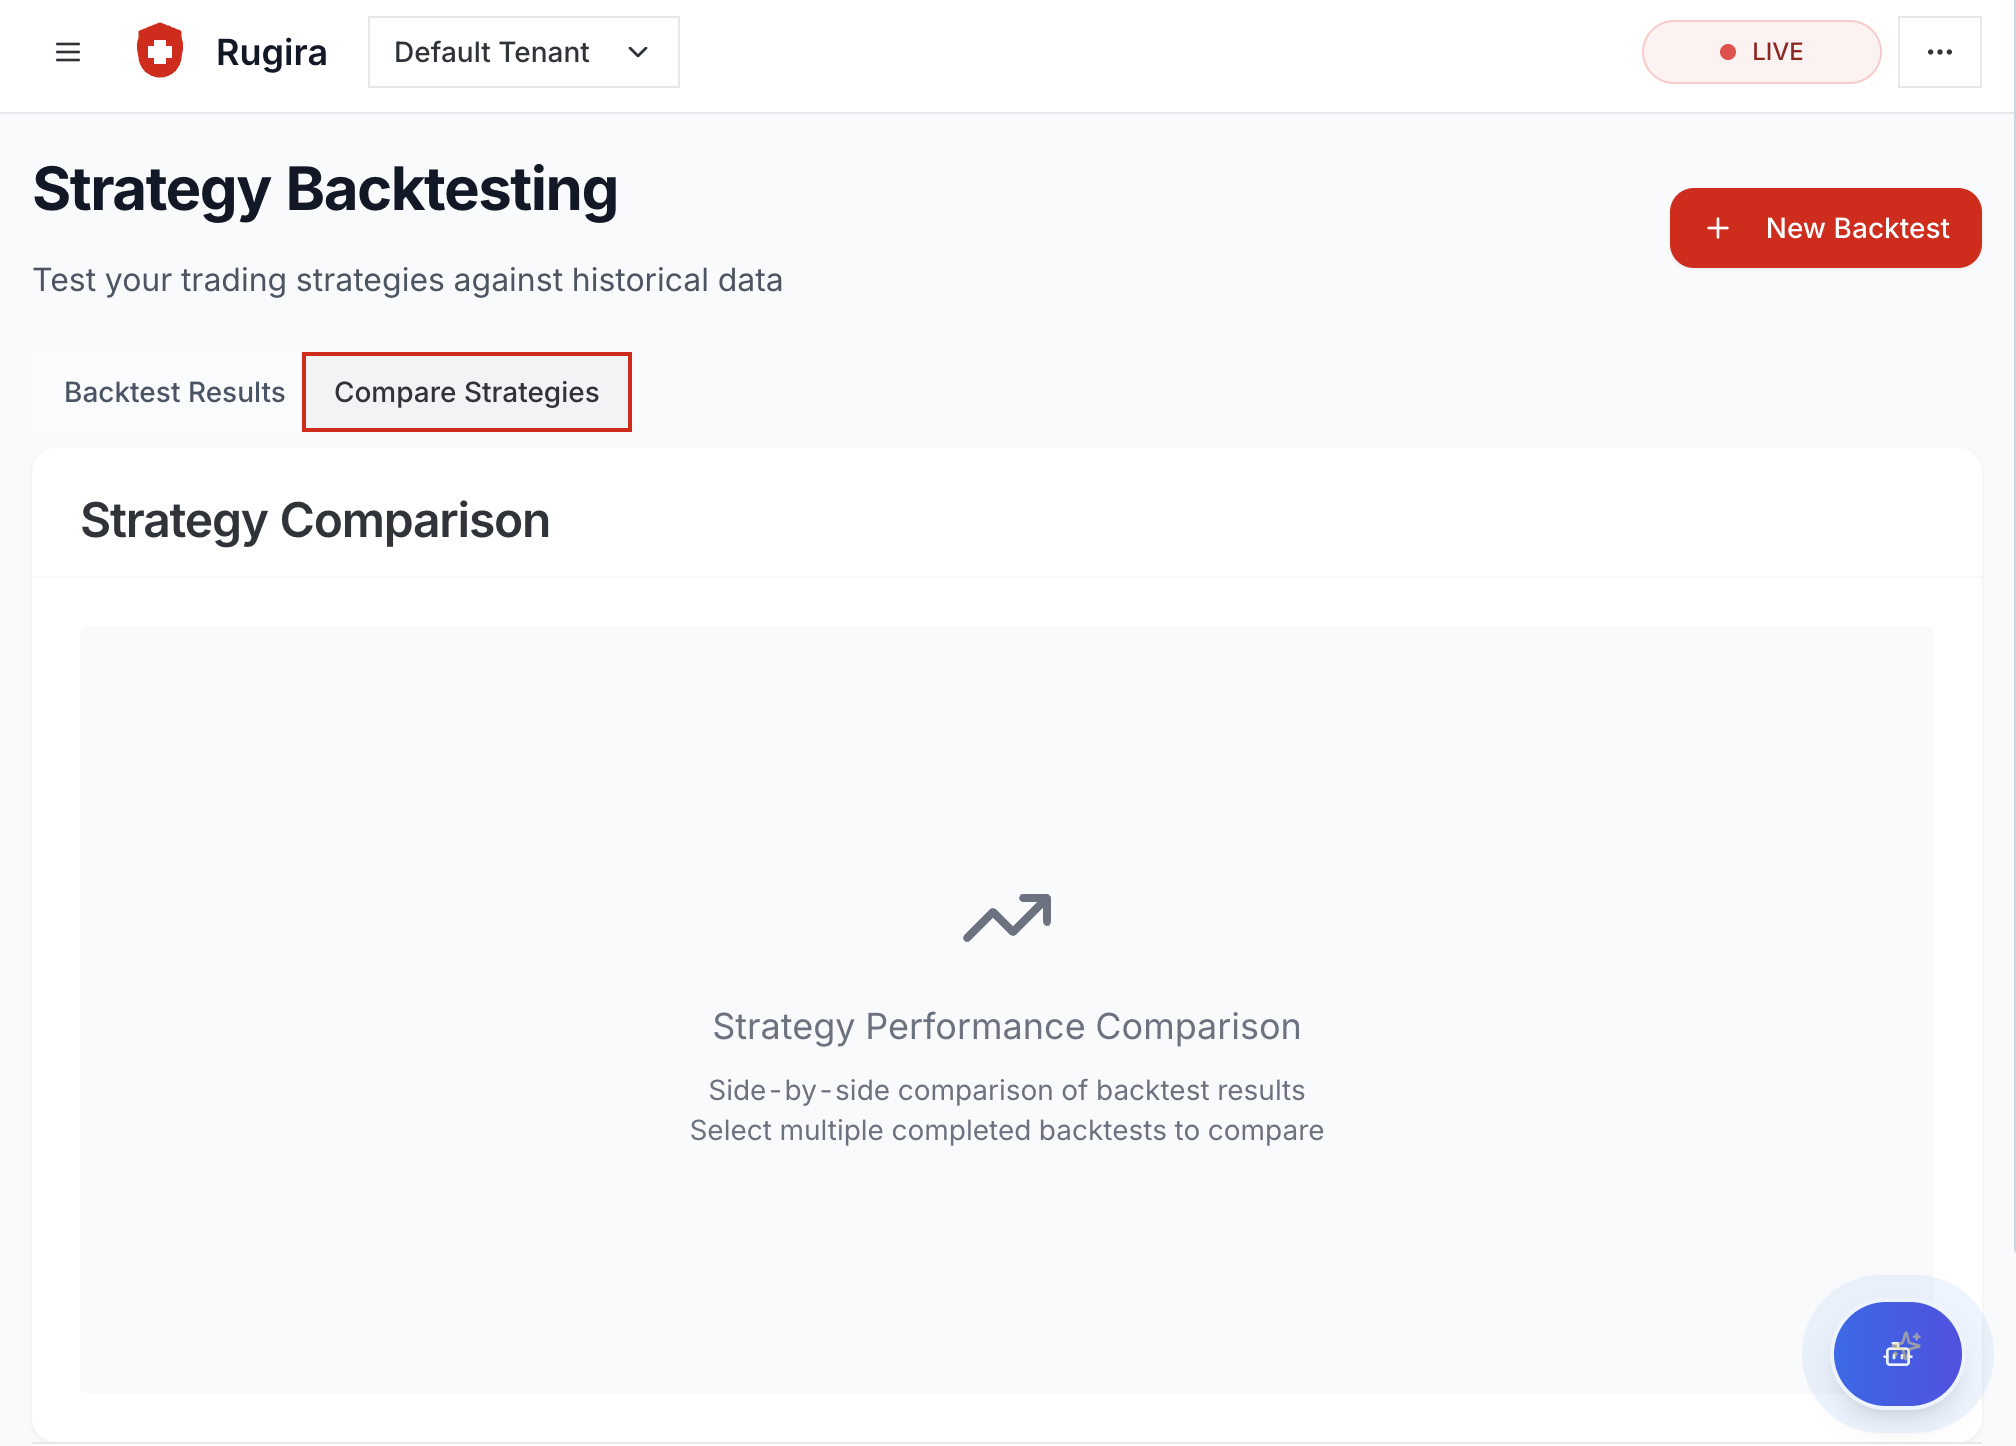 Rugira
Default Tenant
LIVE
Strategy Backtesting
New Backtest
Test your trading strategies against historical data
Backtest Results
Compare Strategies
Strategy Comparison
Strategy Performance Comparison
Side-by-side comparison of backtest results
Select multiple completed backtests to compare